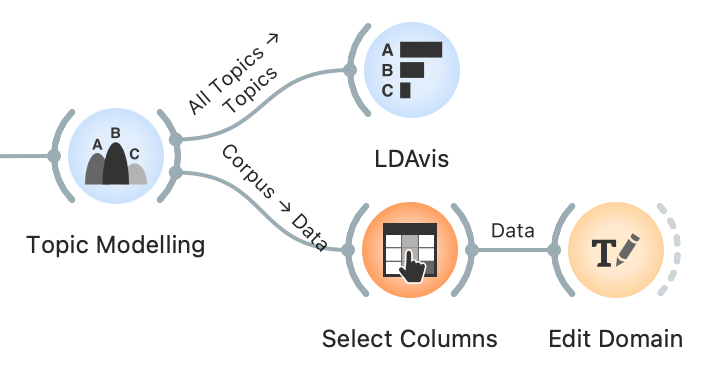 A
B
C
All Topics →
Topics
LDAvis
A
B
C
Topic Modelling
Corpus → Data
Data
T
Select Columns
Edit Domain